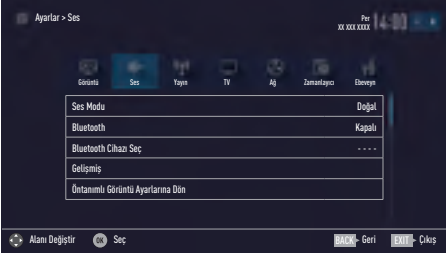 Ayarlar > Ses
Per
XX XXX XXXX
14:00
Görüntü Ses Yayın TV Ağ Zamanlayıcı Ebeveyn
Ses Modu Doğal
Bluetooth Kapalı
Bluetooth Cihazı Seç - - - -
Gelişmiş
Öntanımlı Görüntü Ayarlarına Dön
Alanı Değiştir OK Seç BACK Geri EXIT Çıkış